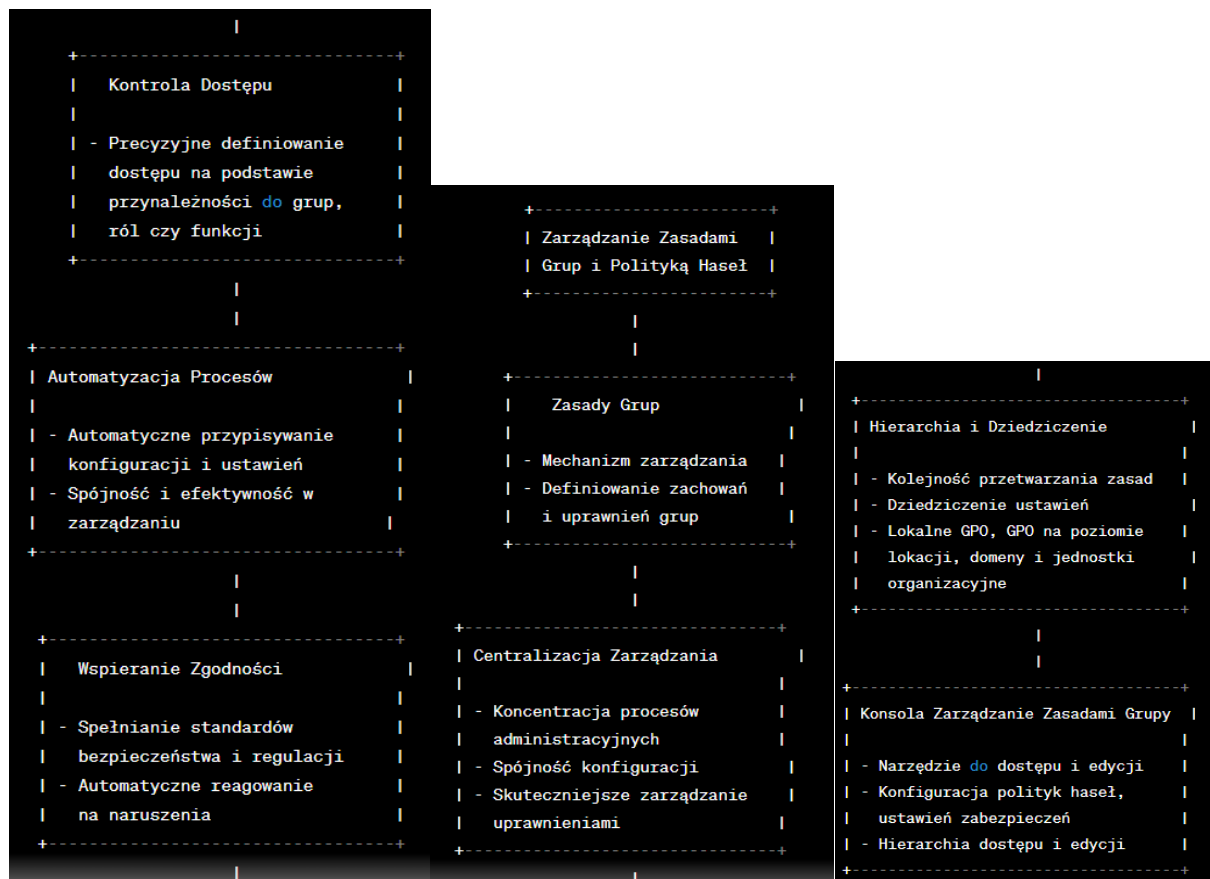 Kontrola Dostępu
- Precyzyjne definiowanie
dostępu na podstawie
przynależności do grup,
ról czy funkcji
Automatyzacja Procesów
- Automatyczne przypisywanie
konfiguracji i ustawień
- Spójność i efektywność w
zarządzaniu
Wspieranie Zgodności
- Spełnianie standardów
bezpieczeństwa i regulacji
- Automatyczne reagowanie
na naruszenia
Zarządzanie Zasadami
Grup i Polityką Haseł
Zasady Grup
- Mechanizm zarządzania
- Definiowanie zachowań
i uprawnień grup
Centralizacja Zarządzania
- Koncentracja procesów
administracyjnych
- Spójność konfiguracji
- Skuteczniejsze zarządzanie
uprawnieniami
Hierarchia i Dziedziczenie
- Kolejność przetwarzania zasad
- Dziedziczenie ustawień
- Lokalne GPO, GPO na poziomie
lokacji, domeny i jednostki
organizacyjne
Konsola Zarządzanie Zasadami Grupy
- Narzędzie do dostępu i edycji
- Konfiguracja polityk haseł,
ustawień zabezpieczeń
- Hierarchia dostępu i edycji